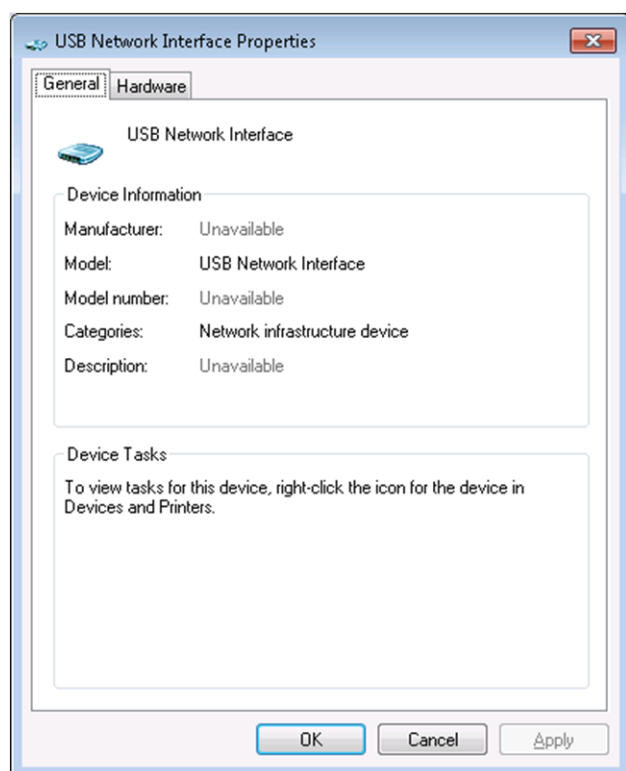 USB Network Interface Properties
General Hardware
USB Network Interface
Device Information
Manufacturer: Unavailable
Model: USB Network Interface
Model number: Unavailable
Categories: Network infrastructure device
Description: Unavailable
Device Tasks
To view tasks for this device, right-click the icon for the device in
Devices and Printers.
OK Cancel Apply